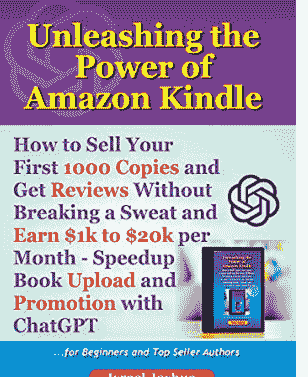 Unleashing the
Power of
Amazon Kindle
How to Sell Your
First 1000 Copies and
Get Reviews Without
Breaking a Sweat and
Earn $1k to $20k per
Month - Speedup
Book Upload and
Promotion with
ChatGPT
...for Beginners and Top Seller Authors